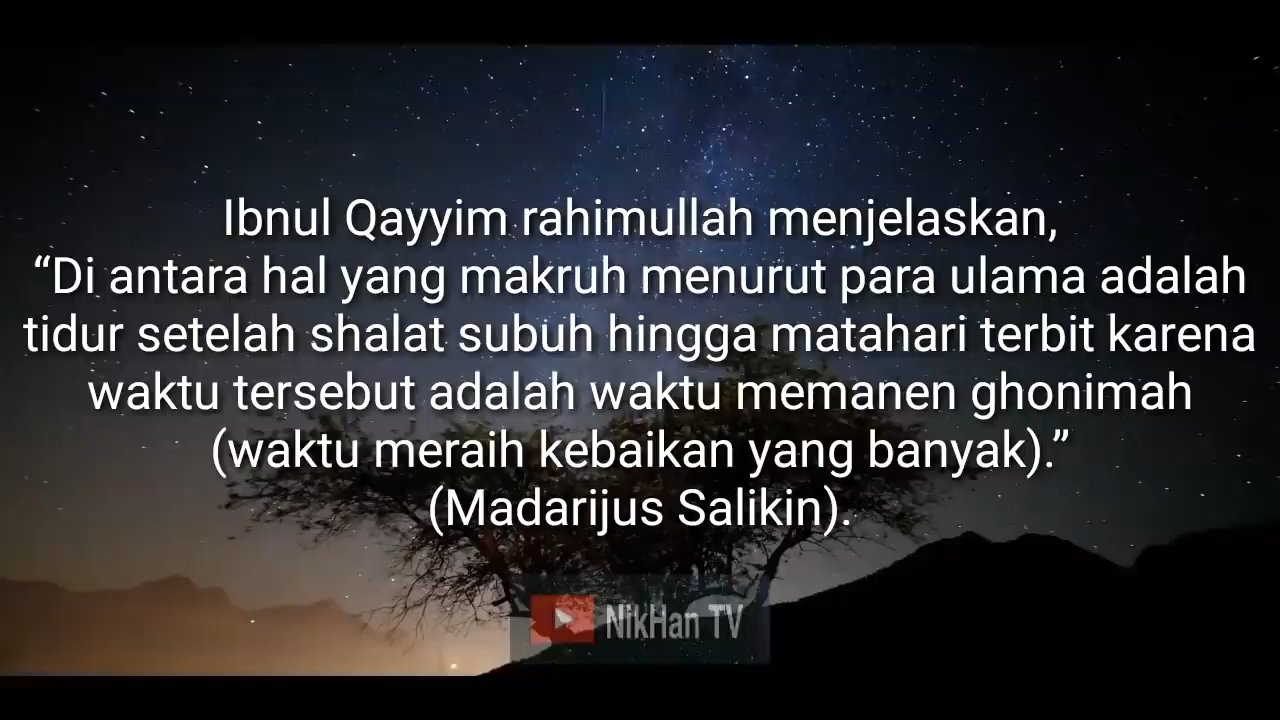 Ibnul Qayyim rahimullah menjelaskan,
“Di antara hal yang makruh menurut para ulama adalah
tidur setelah shalat subuh hingga matahari terbit karena
waktu tersebut adalah waktu memanen ghonimah
(waktu meraih kebaikan yang banyak).”
(Madarijus Salikin).
NikHan TV